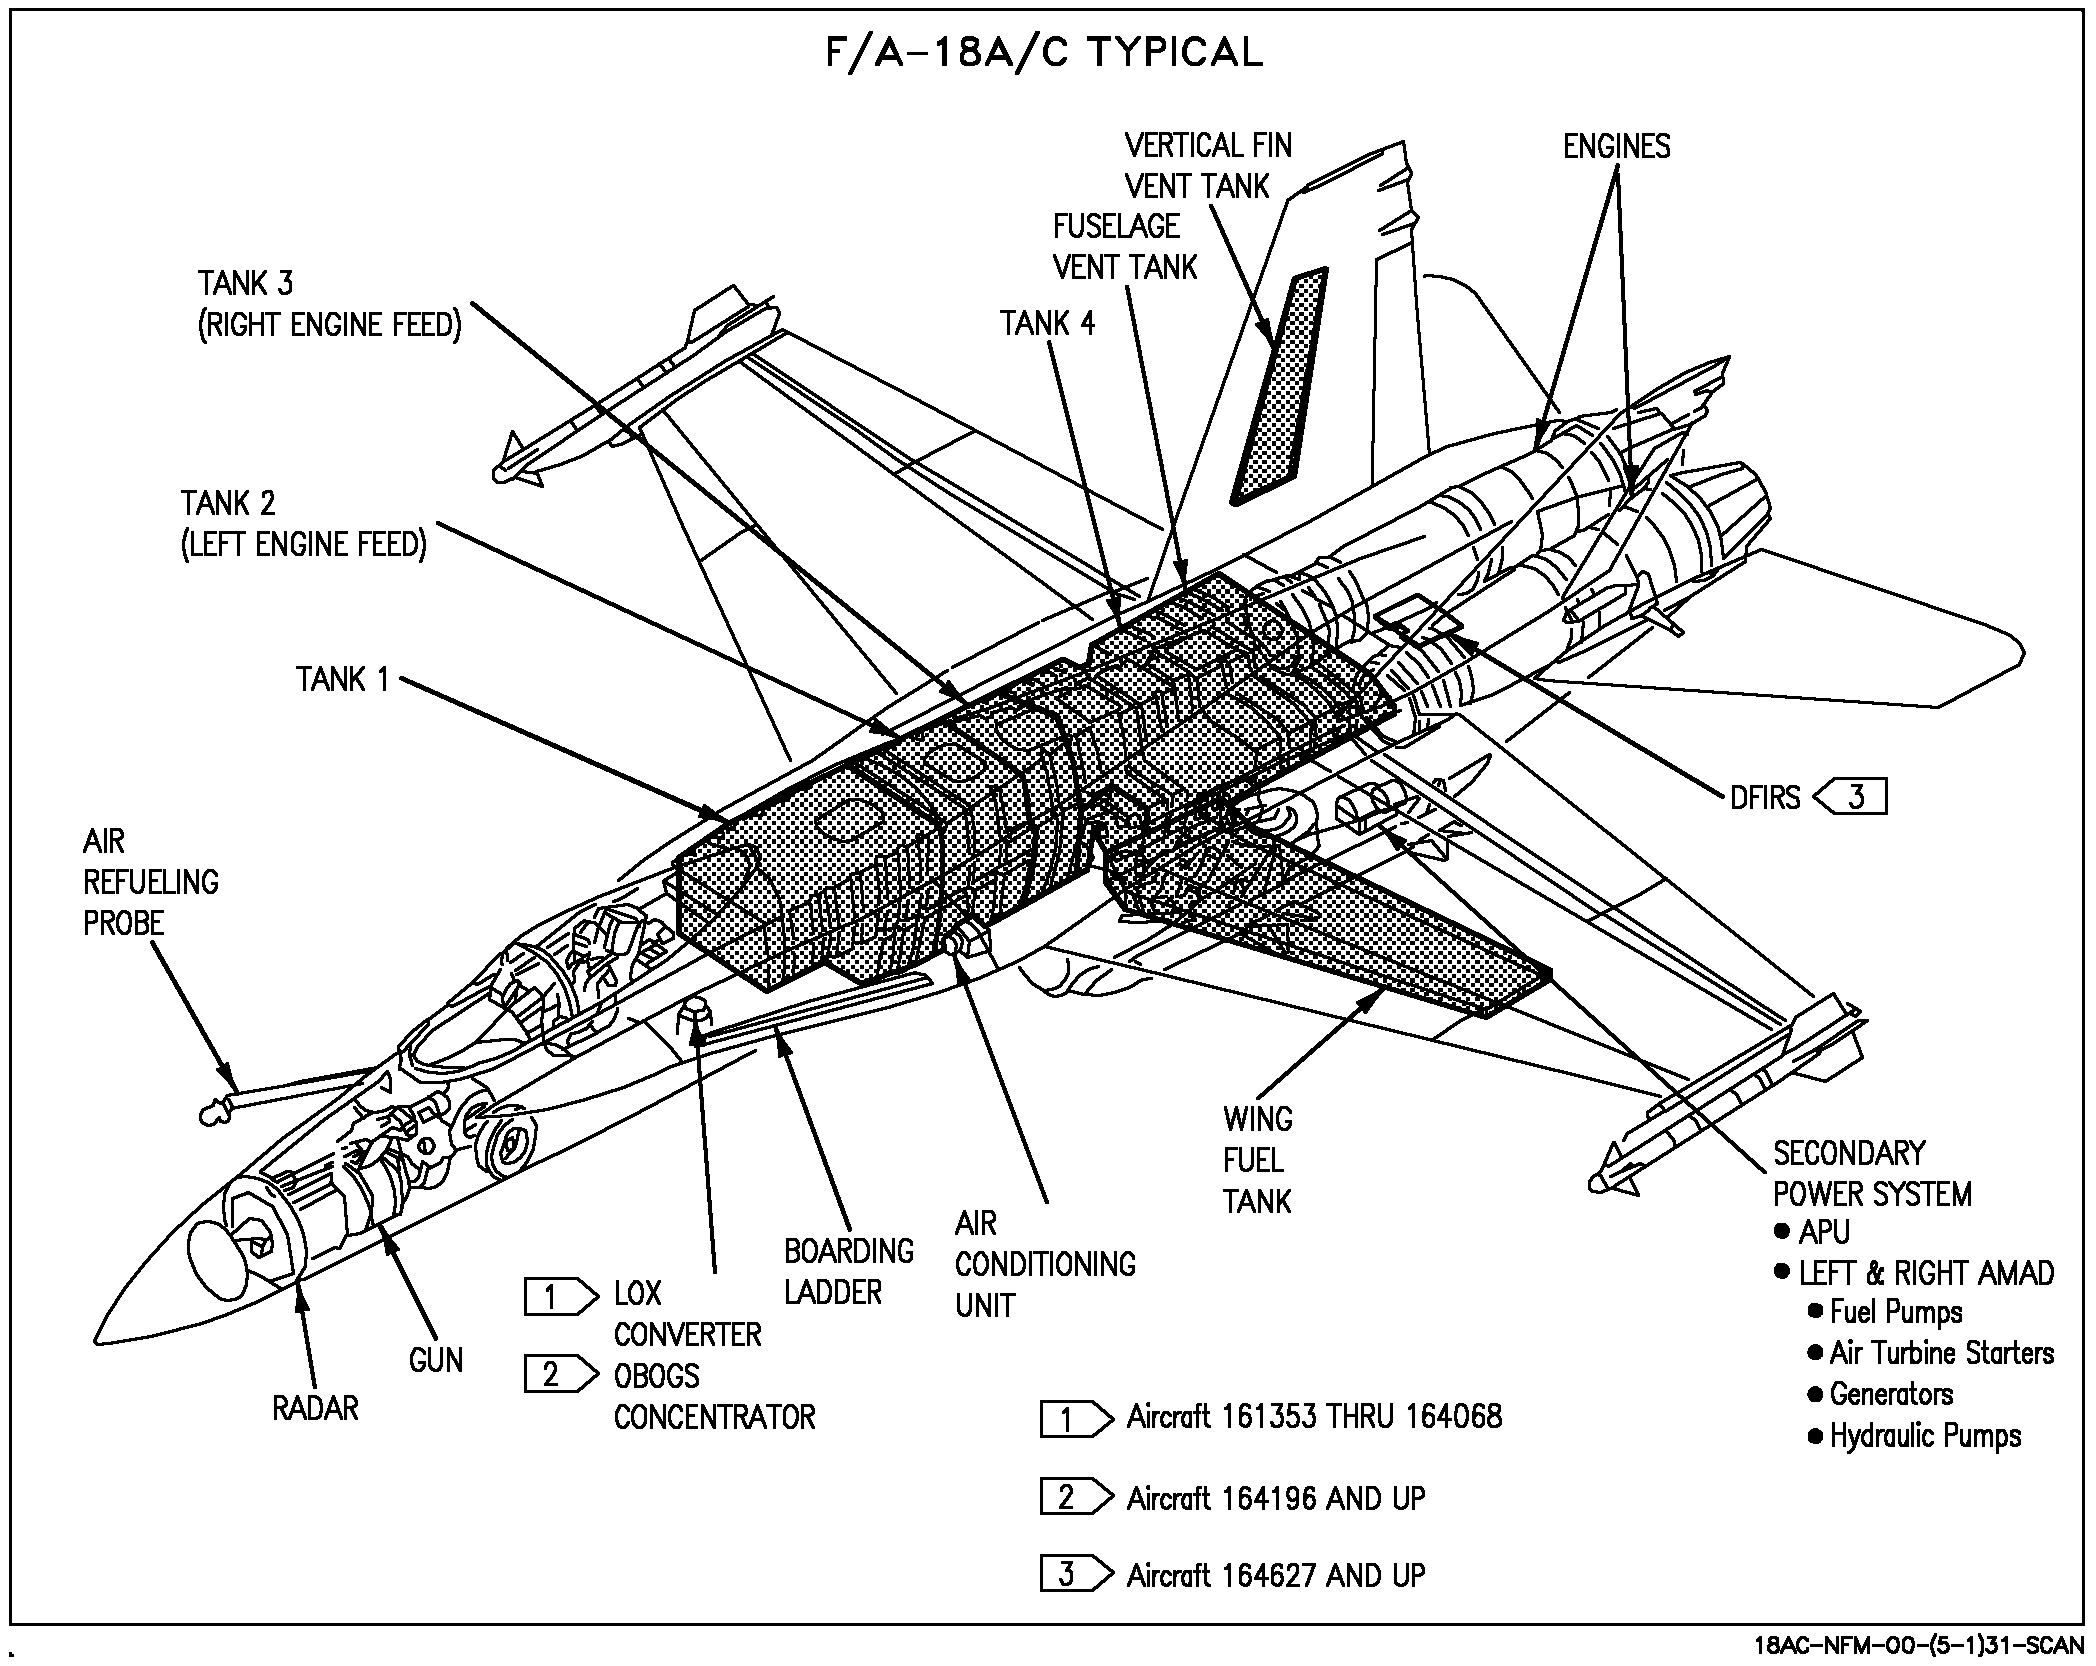 F/A-18A/C TYPICAL
VERTICAL FIN
VENT TANK
ENGINES
FUSELAGE
VENT TANK
TANK 3
(RIGHT ENGINE FEED)
TANK 4
TANK 2
(LEFT ENGINE FEED)
TANK 1
DFIRS 3
AIR
REFUELING
PROBE
WING
FUEL
TANK
SECONDARY
POWER SYSTEM
● APU
● LEFT & RIGHT AMAD
● Fuel Pumps
● Air Turbine Starters
● Generators
● Hydraulic Pumps
AIR
CONDITIONING
UNIT
BOARDING
LADDER
1 LOX
CONVERTER
2 OBOGS
CONCENTRATOR
GUN
RADAR
1 Aircraft 161353 THRU 164068
2 Aircraft 164196 AND UP
3 Aircraft 164627 AND UP
18AC-NFM-00-(5-1)31-SCAN